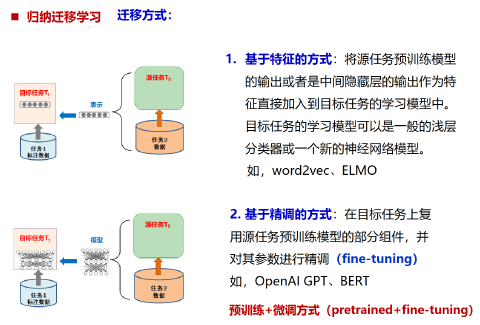 ■ 归纳迁移学习 迁移方式：
目标任务Tₜ
表示
源任务Tₛ
任务1
标注数据
任务2
数据
1. 基于特征的方式：将源任务预训练模型
的输出或者是中间隐藏层的输出作为特
征直接加入到目标任务的学习模型中。
目标任务的学习模型可以是一般的浅层
分类器或一个新的神经网络模型。
如，word2vec、ELMO
目标任务Tₜ
模型
源任务Tₛ
任务1
标注数据
任务2
数据
2. 基于精调的方式：在目标任务上复
用源任务预训练模型的部分组件，并
对其参数进行精调（fine-tuning）
如，OpenAI GPT、BERT
预训练+微调方式（pretrained+fine-tuning）